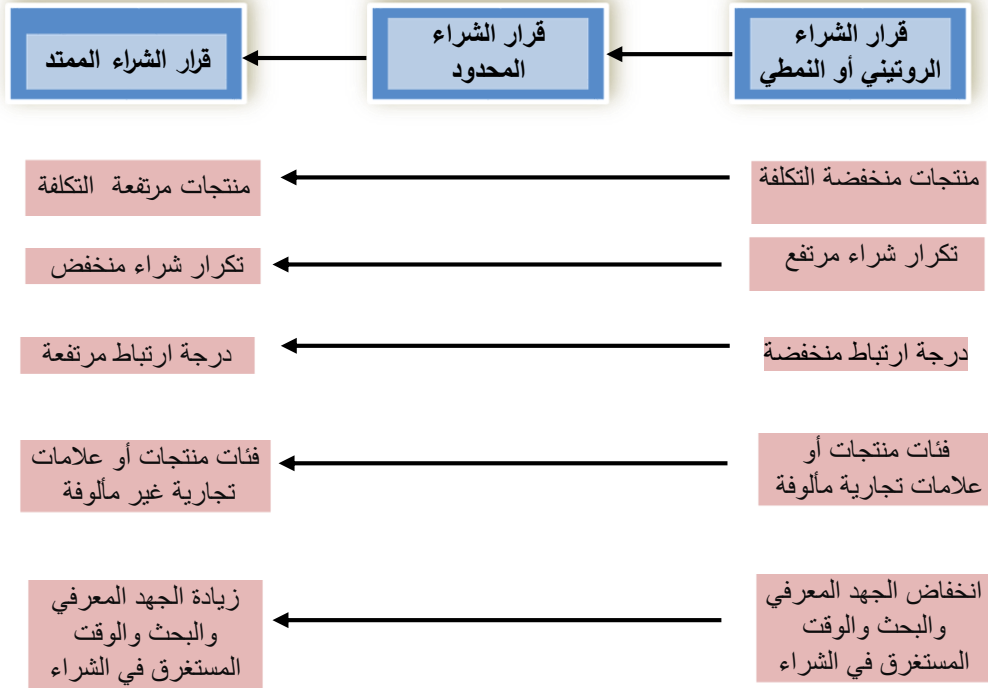 قرار الشراء
الروتيني أو النمطي
قرار الشراء
المحدود
قرار الشراء الممتد
منتجات منخفضة التكلفة
منتجات مرتفعة التكلفة
تكرار شراء مرتفع
تكرار شراء منخفض
درجة ارتباط منخفضة
درجة ارتباط مرتفعة
فئات منتجات أو
علامات تجارية مألوفة
فئات منتجات أو علامات
تجارية غير مألوفة
انخفاض الجهد المعرفي
والبحث والوقت
المستغرق في الشراء
زيادة الجهد المعرفي
والبحث والوقت
المستغرق في الشراء